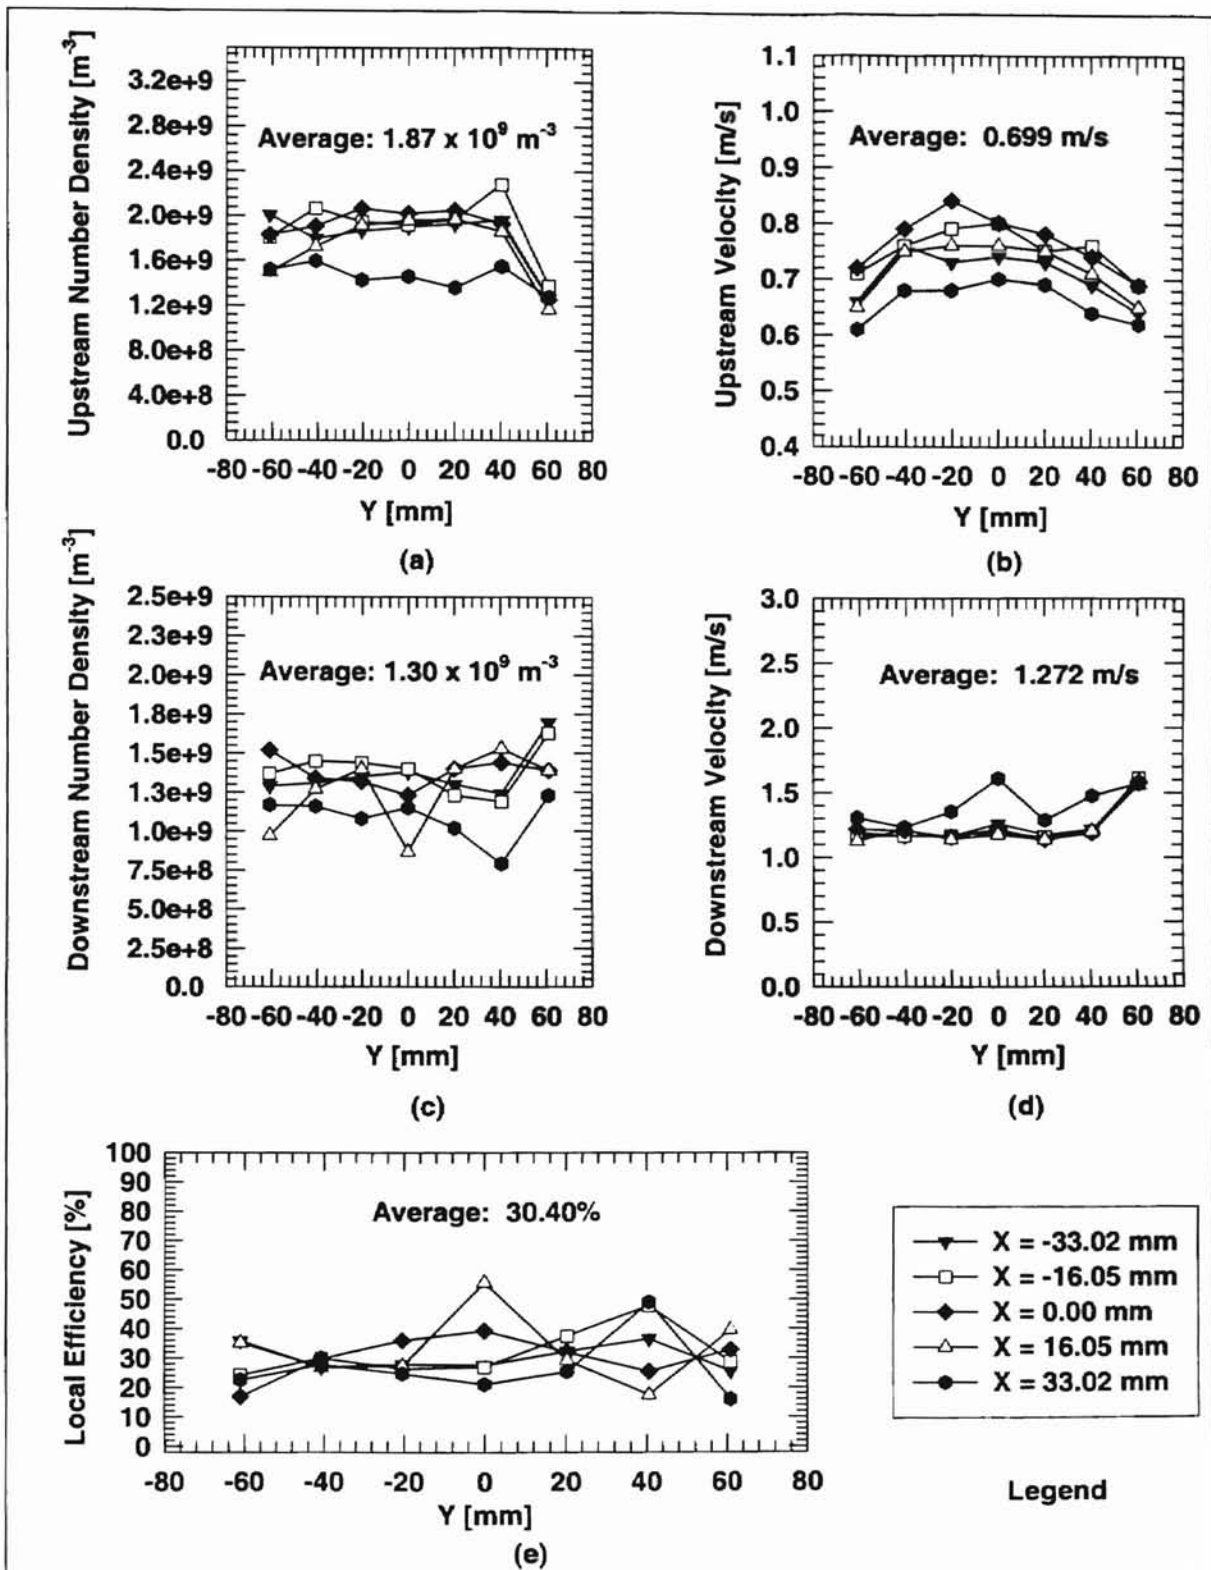 Upstream Number Density [m-3]
3.2e+9
2.8e+9
2.4e+9
2.0e+9
1.6e+9
1.2e+9
8.0e+8
4.0e+8
0.0
Average: 1.87 x 10^9 m^-3
-80 -60 -40 -20 0 20 40 60 80
Y [mm]
(a)
Upstream Velocity [m/s]
1.1
1.0
0.9
0.8
0.7
0.6
0.5
0.4
Average: 0.699 m/s
-80 -60 -40 -20 0 20 40 60 80
Y [mm]
(b)
Downstream Number Density [m-3]
2.5e+9
2.3e+9
2.0e+9
1.8e+9
1.5e+9
1.3e+9
1.0e+9
7.5e+8
5.0e+8
2.5e+8
0.0
Average: 1.30 x 10^9 m^-3
-80 -60 -40 -20 0 20 40 60 80
Y [mm]
(c)
Downstream Velocity [m/s]
3.0
2.5
2.0
1.5
1.0
0.5
0.0
Average: 1.272 m/s
-80 -60 -40 -20 0 20 40 60 80
Y [mm]
(d)
Local Efficiency [%]
100
90
80
70
60
50
40
30
20
10
0
Average: 30.40%
-80 -60 -40 -20 0 20 40 60 80
Y [mm]
(e)
X = -33.02 mm
X = -16.05 mm
X = 0.00 mm
X = 16.05 mm
X = 33.02 mm
Legend